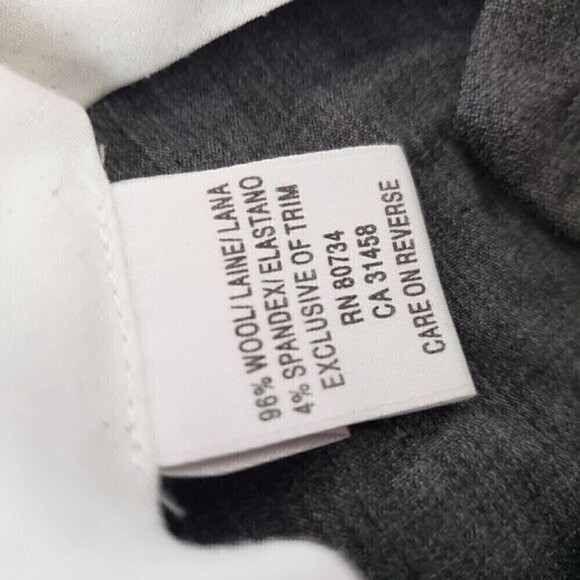 96% WOOL/LAINE/LANA
4% SPANDEX/ELASTANO
EXCLUSIVE OF TRIM
RN 80734
CA 31458
CARE ON REVERSE